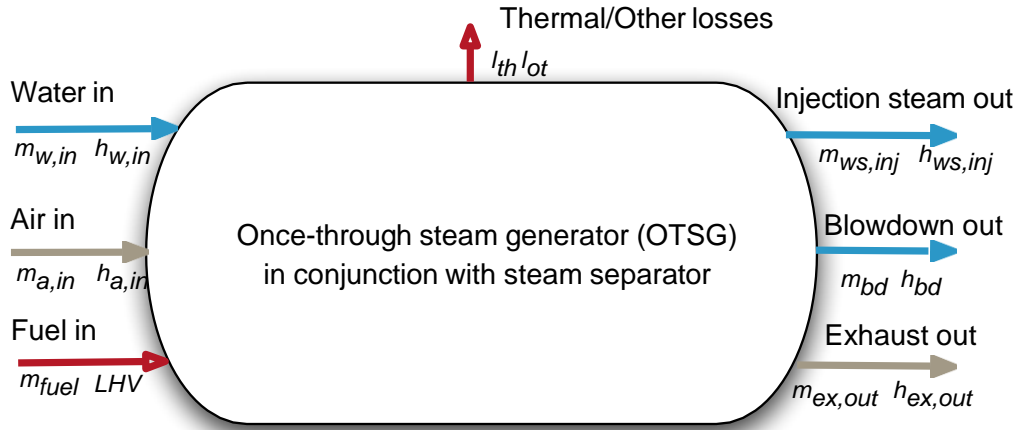 Thermal/Other losses
l_th l_ot
Water in
m_w,in h_w,in
Air in
m_a,in h_a,in
Fuel in
m_fuel LHV
Once-through steam generator (OTSG)
in conjunction with steam separator
Injection steam out
m_ws,inj h_ws,inj
Blowdown out
m_bd h_bd
Exhaust out
m_ex,out h_ex,out